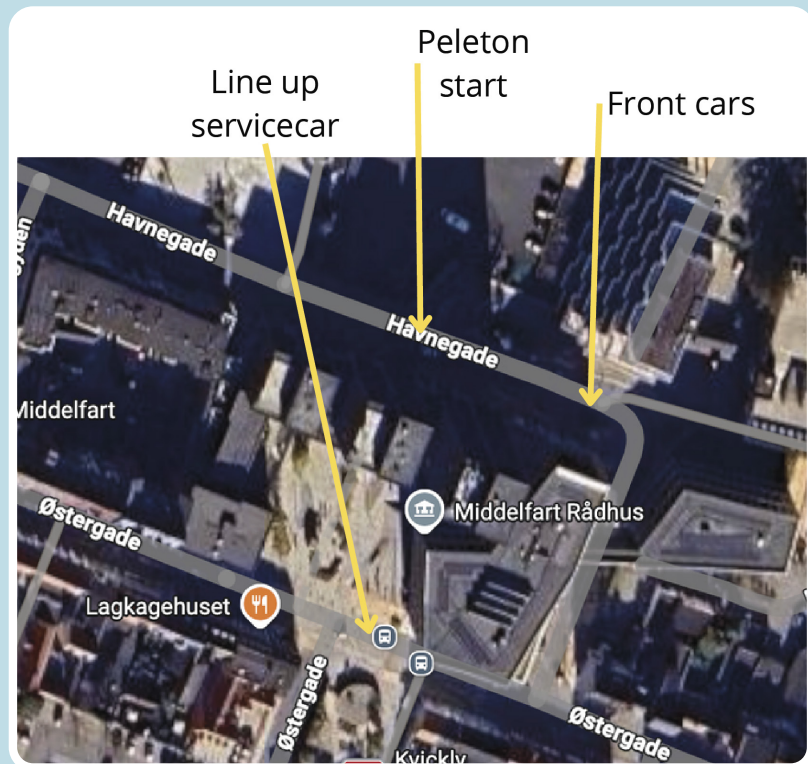 Peleton
start
Line up
servicecar
Front cars
Havnegade
Havnegade
Middelfart
Middelfart Rådhus
Østergade
Lagkagehuset
Østergade
Østergade
Kvickly